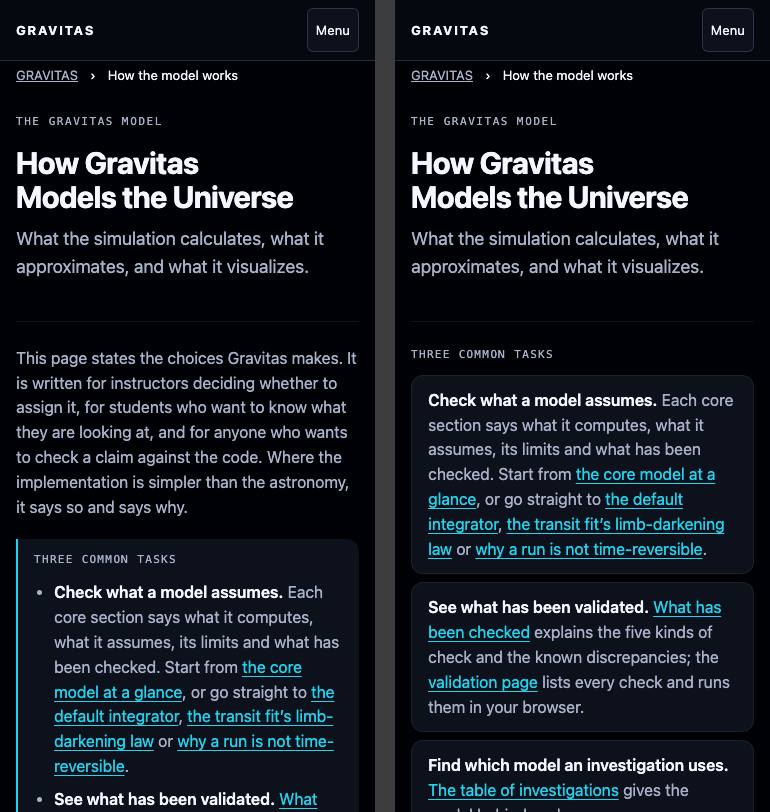 GRAVITAS
Menu
GRAVITAS › How the model works
THE GRAVITAS MODEL
How Gravitas
Models the Universe
What the simulation calculates, what it
approximates, and what it visualizes.
This page states the choices Gravitas makes. It
is written for instructors deciding whether to
assign it, for students who want to know what
they are looking at, and for anyone who wants
to check a claim against the code. Where the
implementation is simpler than the astronomy,
it says so and says why.
THREE COMMON TASKS
• Check what a model assumes. Each
core section says what it computes,
what it assumes, its limits and what has
been checked. Start from the core
model at a glance, or go straight to the
default integrator, the transit fit’s limb-
darkening law or why a run is not time-
reversible.
• See what has been validated. What
GRAVITAS
Menu
GRAVITAS › How the model works
THE GRAVITAS MODEL
How Gravitas
Models the Universe
What the simulation calculates, what it
approximates, and what it visualizes.
THREE COMMON TASKS
Check what a model assumes. Each core
section says what it computes, what it
assumes, its limits and what has been
checked. Start from the core model at a
glance, or go straight to the default
integrator, the transit fit’s limb-darkening
law or why a run is not time-reversible.
See what has been validated. What has
been checked explains the five kinds of
check and the known discrepancies; the
validation page lists every check and runs
them in your browser.
Find which model an investigation uses.
The table of investigations gives the